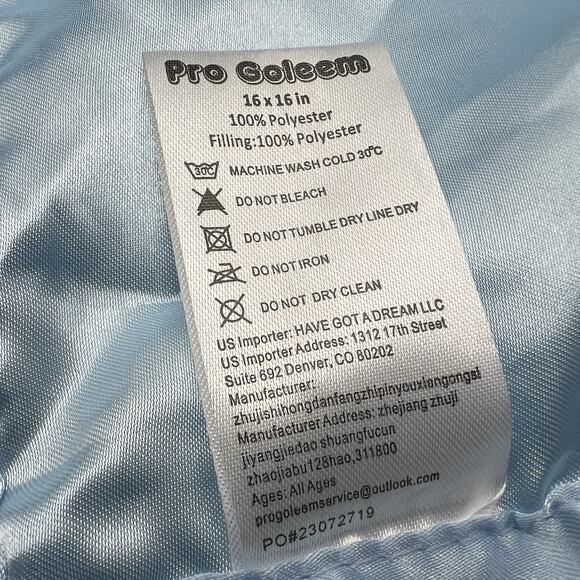 Pro Goleem
16 x 16 in
100% Polyester
Filling:100% Polyester
30C MACHINE WASH COLD 30°C
DO NOT BLEACH
DO NOT TUMBLE DRY LINE DRY
DO NOT IRON
DO NOT DRY CLEAN
US Importer: HAVE GOT A DREAM LLC
US Importer Address: 1312 17th Street
Suite 692 Denver, CO 80202
Manufacturer:
zhujishihongdanfangzhipinyouxiangongsi
Manufacturer Address: zhejiang zhuji
jiyangjiedao shuangfucun
zhaojiabu128hao,311800
Ages: All Ages
progoleemservice@outlook.com
PO#23072719